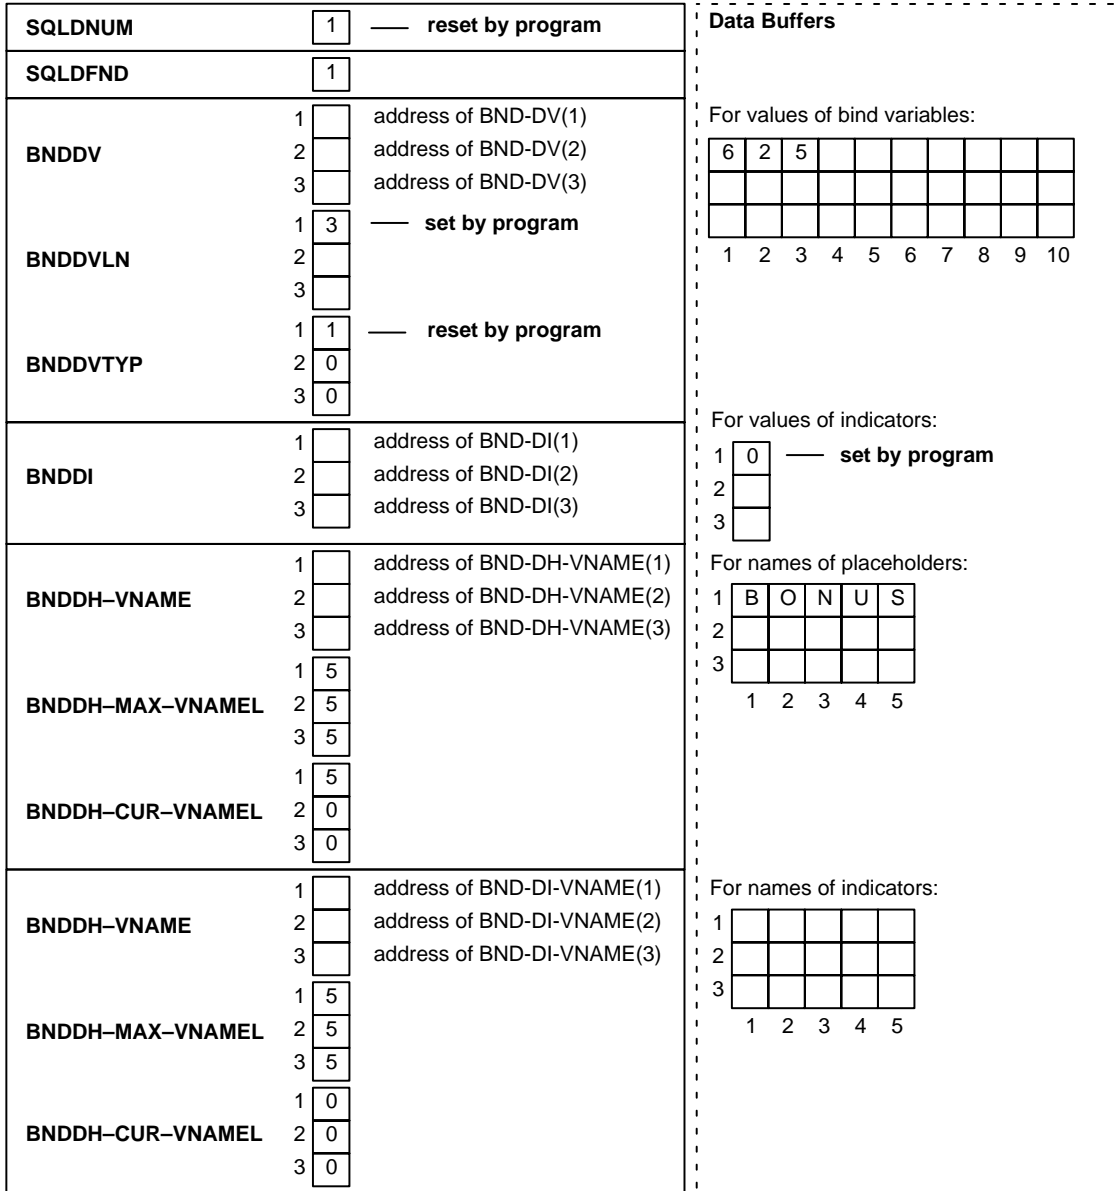 SQLDNUM 1 reset by program
SQLDFND 1
1 address of BND-DV(1)
BNDDV 2 address of BND-DV(2)
3 address of BND-DV(3)
1 3 set by program
BNDDVLN 2
3
1 1 reset by program
BNDDVTYP 2 0
3 0
1 address of BND-DI(1)
BNDDI 2 address of BND-DI(2)
3 address of BND-DI(3)
1 address of BND-DH-VNAME(1)
BNDDH–VNAME 2 address of BND-DH-VNAME(2)
3 address of BND-DH-VNAME(3)
1 5
BNDDH–MAX–VNAMEL 2 5
3 5
1 5
BNDDH–CUR–VNAMEL 2 0
3 0
1 address of BND-DI-VNAME(1)
BNDDH–VNAME 2 address of BND-DI-VNAME(2)
3 address of BND-DI-VNAME(3)
1 5
BNDDH–MAX–VNAMEL 2 5
3 5
1 0
BNDDH–CUR–VNAMEL 2 0
3 0
Data Buffers
For values of bind variables:
6 2 5
1 2 3 4 5 6 7 8 9 10
For values of indicators:
1 0 set by program
2
3
For names of placeholders:
1 B O N U S
2
3
1 2 3 4 5
For names of indicators:
1
2
3
1 2 3 4 5